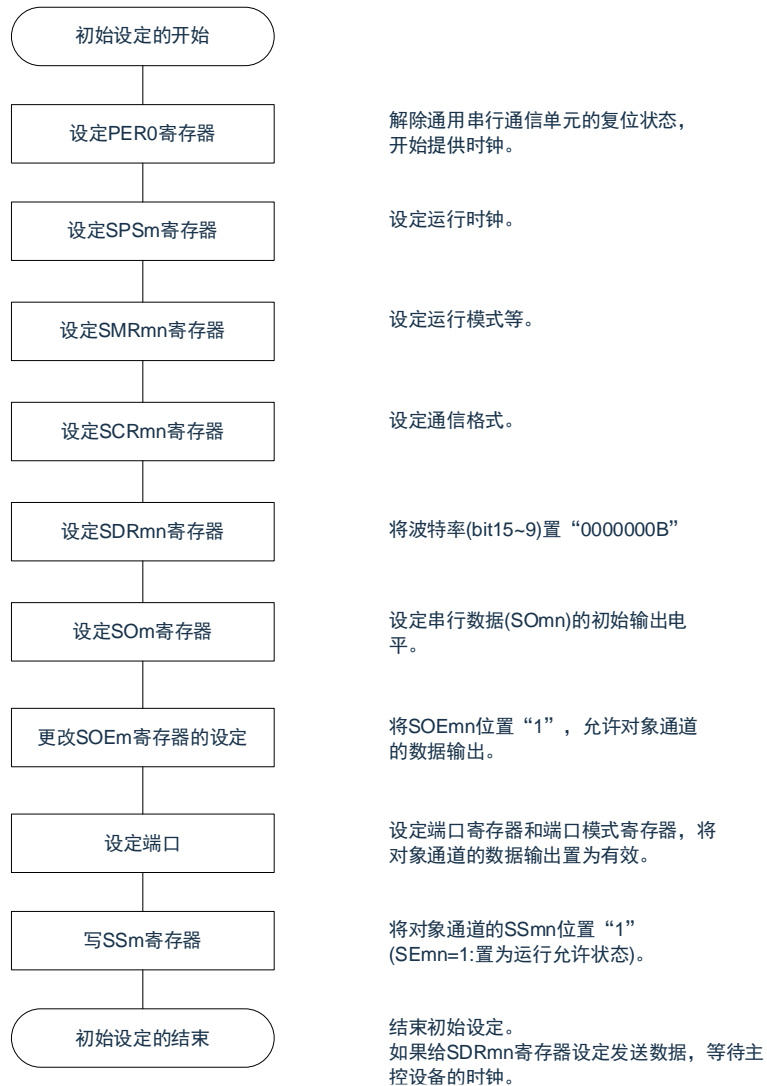 初始设定的开始
设定PER0寄存器
解除通用串行通信单元的复位状态，
开始提供时钟。
设定SPSm寄存器
设定运行时钟。
设定SMRmn寄存器
设定运行模式等。
设定SCRmn寄存器
设定通信格式。
设定SDRmn寄存器
将波特率(bit15~9)置“0000000B”
设定SOm寄存器
设定串行数据(SOmn)的初始输出电
平。
更改SOEm寄存器的设定
将SOEmn位置“1”，允许对象通道
的数据输出。
设定端口
设定端口寄存器和端口模式寄存器，将
对象通道的数据输出置为有效。
写SSm寄存器
将对象通道的SSmn位置“1”
(SEmn=1:置为运行允许状态)。
初始设定的结束
结束初始设定。
如果给SDRmn寄存器设定发送数据，等待主
控设备的时钟。